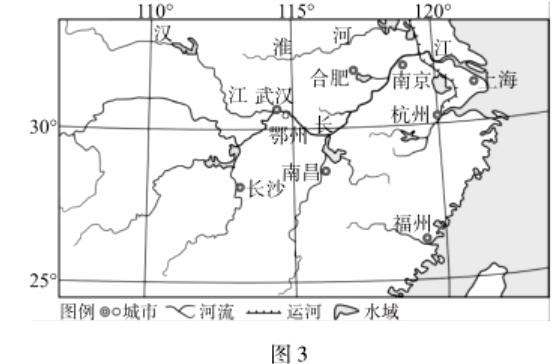 110° 115° 120°
汉 淮 河 江
合肥 南京 上海
江 武汉
30° 鄂州 长 杭州
南昌
长沙
福州
25°
图例 城市 河流 运河 水域
图 3